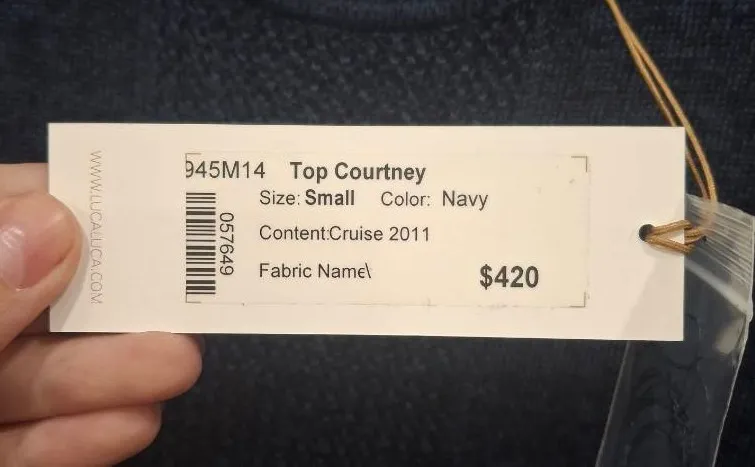 WWW.LUCALUCA.COM
945M14 Top Courtney
Size: Small Color: Navy
057649
Content:Cruise 2011
Fabric Name\
$420